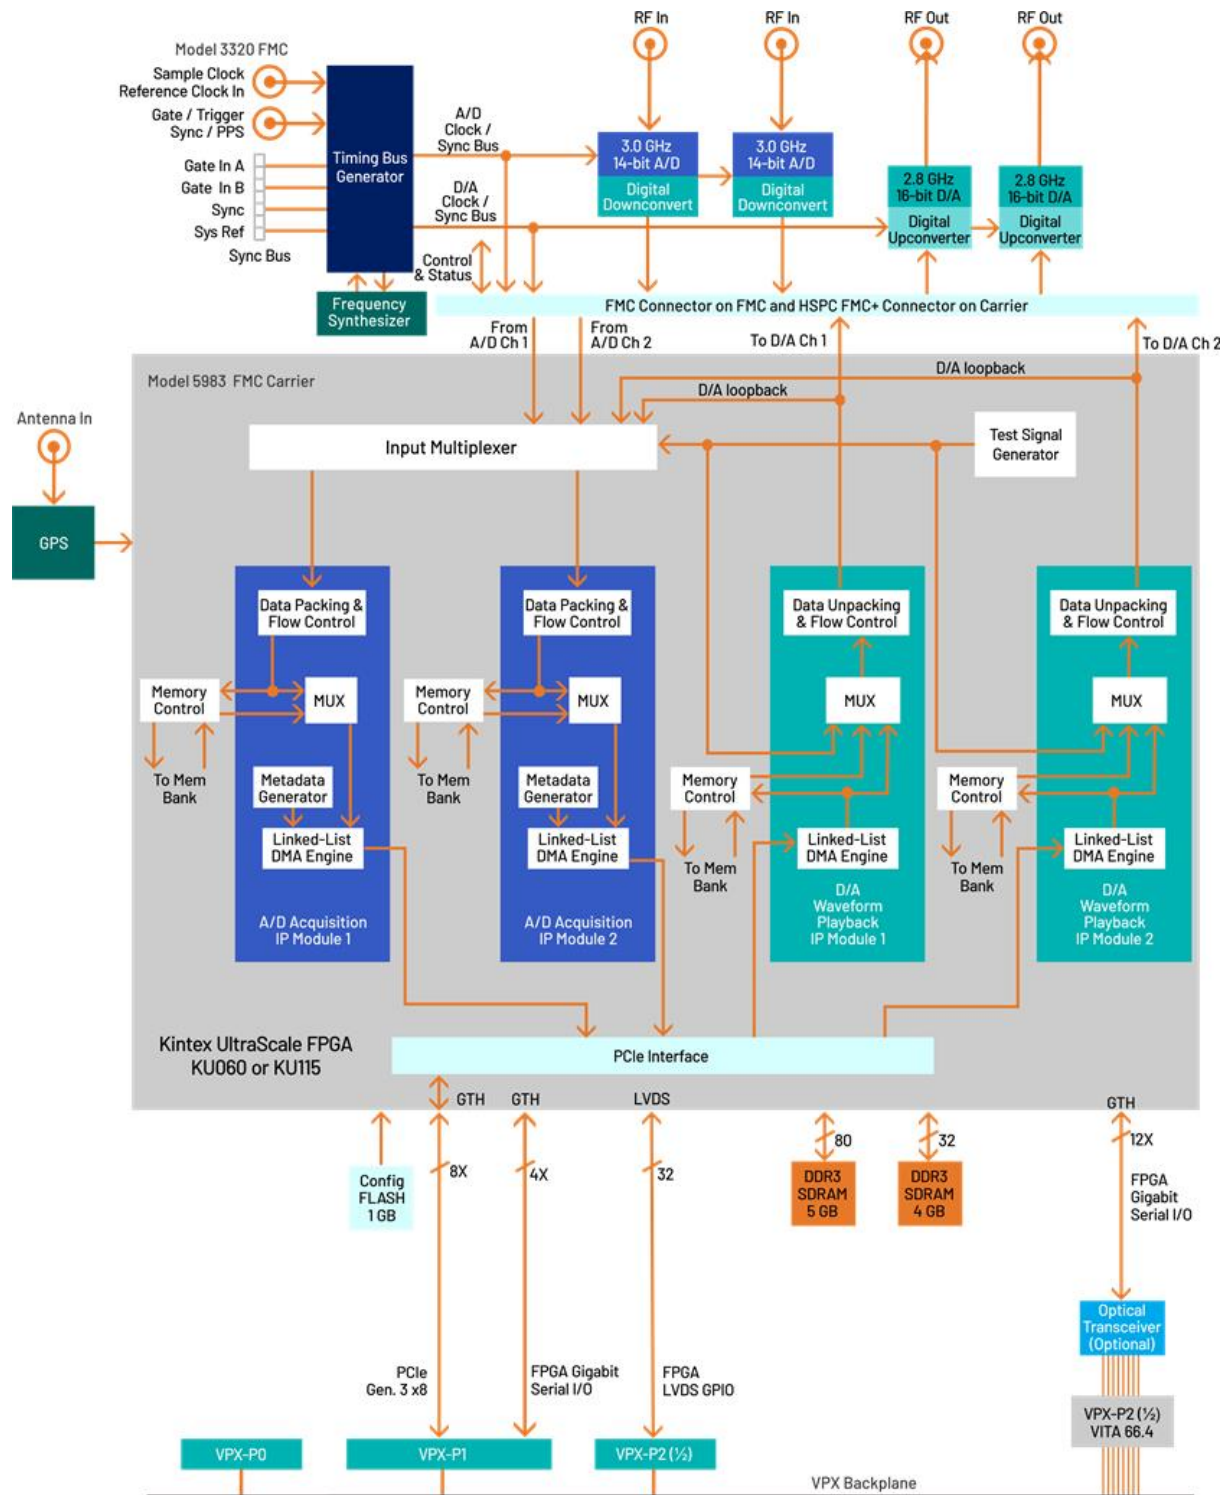 RF In
RF In
RF Out
RF Out
Model 3320 FMC
Sample Clock
Reference Clock In
Gate / Trigger
Sync / PPS
Gate In A
Gate In B
Sync
Sys Ref
Sync Bus
Timing Bus
Generator
Frequency
Synthesizer
A/D
Clock /
Sync Bus
D/A
Clock /
Sync Bus
Control
& Status
3.0 GHz
14-bit A/D
Digital
Downconvert
3.0 GHz
14-bit A/D
Digital
Downconvert
2.8 GHz
16-bit D/A
Digital
Upconverter
2.8 GHz
16-bit D/A
Digital
Upconverter
FMC Connector on FMC and HSPC FMC+ Connector on Carrier
From
A/D Ch 1
From
A/D Ch 2
To D/A Ch 1
To D/A Ch 2
Model 5983 FMC Carrier
D/A loopback
D/A loopback
Antenna In
GPS
Input Multiplexer
Test Signal
Generator
Data Packing &
Flow Control
Memory
Control
MUX
To Mem
Bank
Metadata
Generator
Linked-List
DMA Engine
A/D Acquisition
IP Module 1
Data Packing &
Flow Control
Memory
Control
MUX
To Mem
Bank
Metadata
Generator
Linked-List
DMA Engine
A/D Acquisition
IP Module 2
Data Unpacking
& Flow Control
MUX
Memory
Control
To Mem
Bank
Linked-List
DMA Engine
D/A
Waveform
Playback
IP Module 1
Data Unpacking
& Flow Control
MUX
Memory
Control
To Mem
Bank
Linked-List
DMA Engine
D/A
Waveform
Playback
IP Module 2
Kintex UltraScale FPGA
KU060 or KU115
PCIe Interface
GTH
GTH
LVDS
GTH
Config
FLASH
1 GB
8X
4X
32
80
32
12X
DDR3
SDRAM
5 GB
DDR3
SDRAM
4 GB
FPGA
Gigabit
Serial I/O
Optical
Transceiver
(Optional)
PCIe
Gen. 3 x8
FPGA Gigabit
Serial I/O
FPGA
LVDS GPIO
VPX-P2 (½)
VITA 66.4
VPX-P0
VPX-P1
VPX-P2 (½)
VPX Backplane